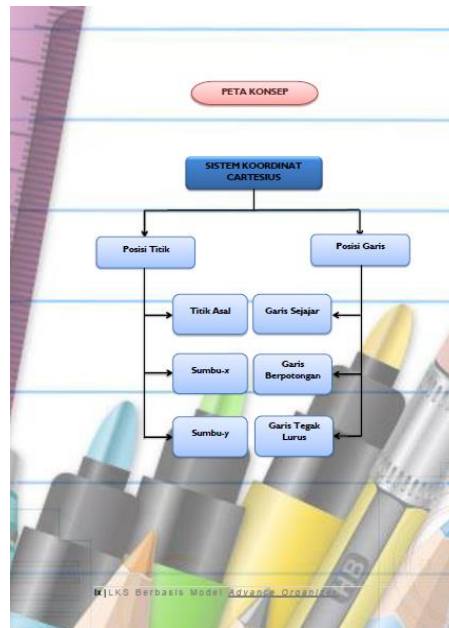 PETA KONSEP
SISTEM KOORDINAT
CARTESIUS
Posisi Titik
Posisi Garis
Titik Asal
Garis Sejajar
Sumbu-x
Garis
Berpotongan
Sumbu-y
Garis Tegak
Lurus
HB
ix|LKS Berbasis Model Advance Organizer